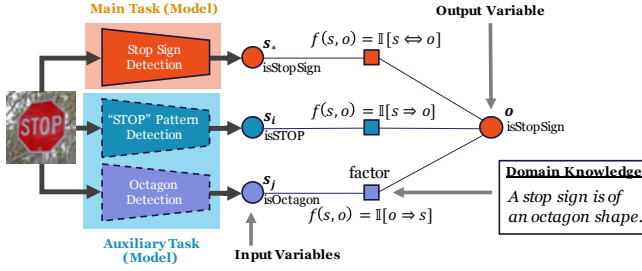 Main Task (Model)
Output Variable
Stop Sign
Detection
s*
isStopSign
f(s, o) = 𝕀[s ⇔ o]
STOP
"STOP" Pattern
Detection
sᵢ
isSTOP
f(s, o) = 𝕀[s ⇒ o]
o
isStopSign
Octagon
Detection
sⱼ
isOctagon
factor
f(s, o) = 𝕀[o ⇒ s]
Domain Knowledge
A stop sign is of
an octagon shape.
Auxiliary Task
(Model)
Input Variables